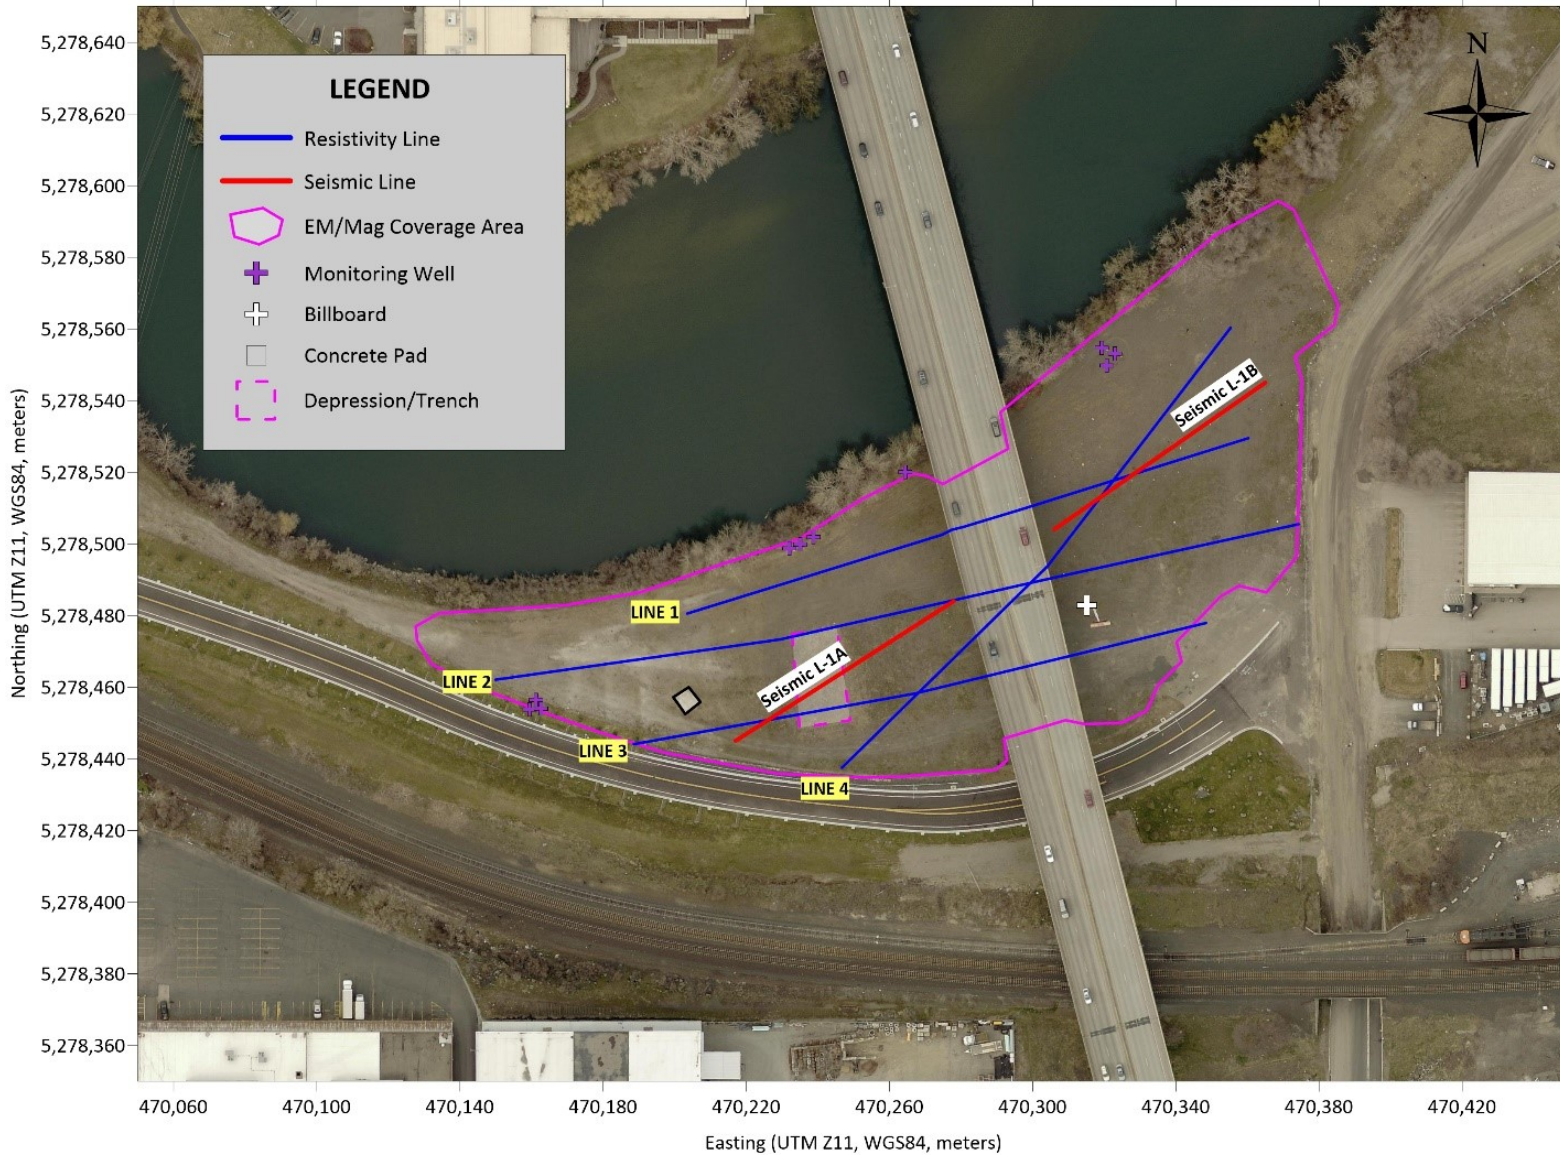 5,278,640
5,278,620
5,278,600
5,278,580
5,278,560
5,278,540
5,278,520
5,278,500
5,278,480
5,278,460
5,278,440
5,278,420
5,278,400
5,278,380
5,278,360
Northing (UTM Z11, WGS84, meters)
LEGEND
Resistivity Line
Seismic Line
EM/Mag Coverage Area
Monitoring Well
Billboard
Concrete Pad
Depression/Trench
N
Seismic L-1B
LINE 1
Seismic L-1A
LINE 2
LINE 3
LINE 4
470,060
470,100
470,140
470,180
470,220
470,260
470,300
470,340
470,380
470,420
Easting (UTM Z11, WGS84, meters)